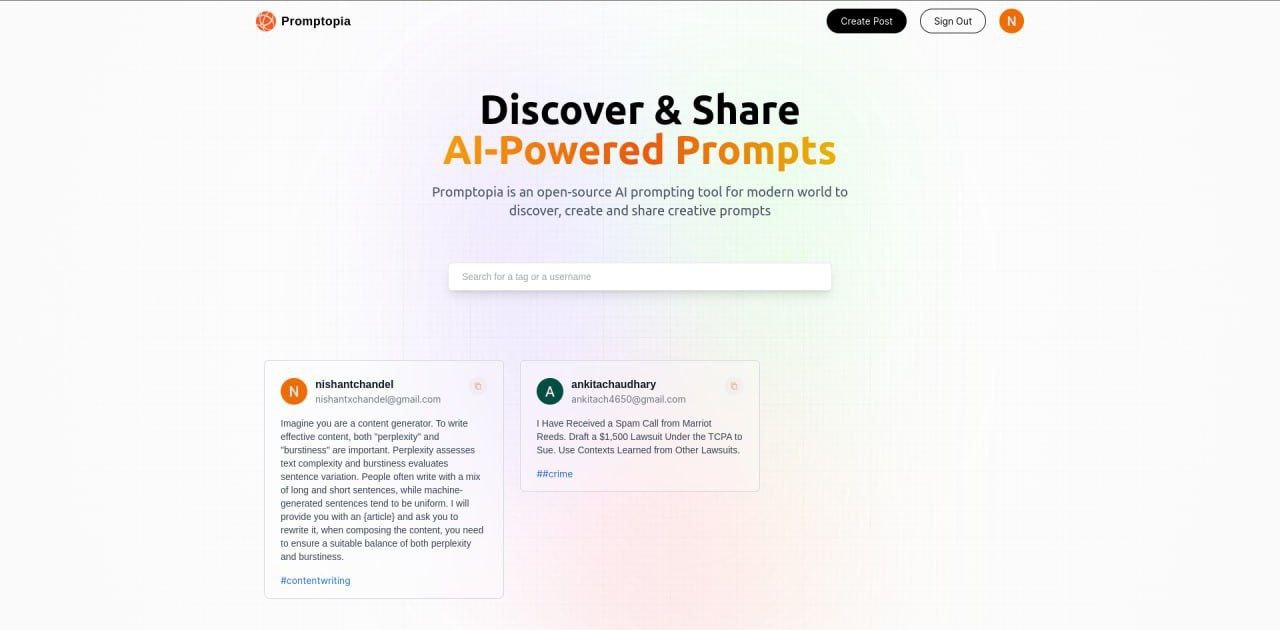 Promptopia
Create Post
Sign Out
N
Discover & Share
AI-Powered Prompts
Promptopia is an open-source AI prompting tool for modern world to
discover, create and share creative prompts
Search for a tag or a username
N
nishantchandel
nishantxchandel@gmail.com
Imagine you are a content generator. To write
effective content, both "perplexity" and
"burstiness" are important. Perplexity assesses
text complexity and burstiness evaluates
sentence variation. People often write with a mix
of long and short sentences, while machine-
generated sentences tend to be uniform. I will
provide you with an {article} and ask you to
rewrite it, when composing the content, you need
to ensure a suitable balance of both perplexity
and burstiness.
#contentwriting
A
ankitachaudhary
ankitach4650@gmail.com
I Have Received a Spam Call from Marriot
Reeds. Draft a $1,500 Lawsuit Under the TCPA to
Sue. Use Contexts Learned from Other Lawsuits.
##crime